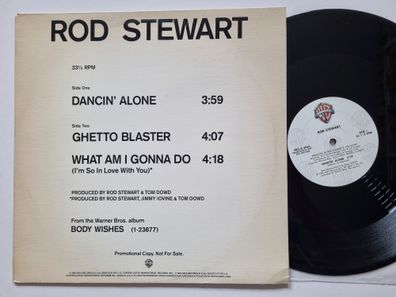 ROD STEWART
33⅓ RPM
Side One
DANCIN' ALONE 3:59
Side Two
GHETTO BLASTER 4:07
WHAT AM I GONNA DO 4:18
(I'm So In Love With You)*
PRODUCED BY ROD STEWART & TOM DOWD
*PRODUCED BY ROD STEWART, JIMMY IOVINE & TOM DOWD
From the Warner Bros. album
BODY WISHES (1-23877)
Promotional Copy. Not For Sale.
ROD STEWART